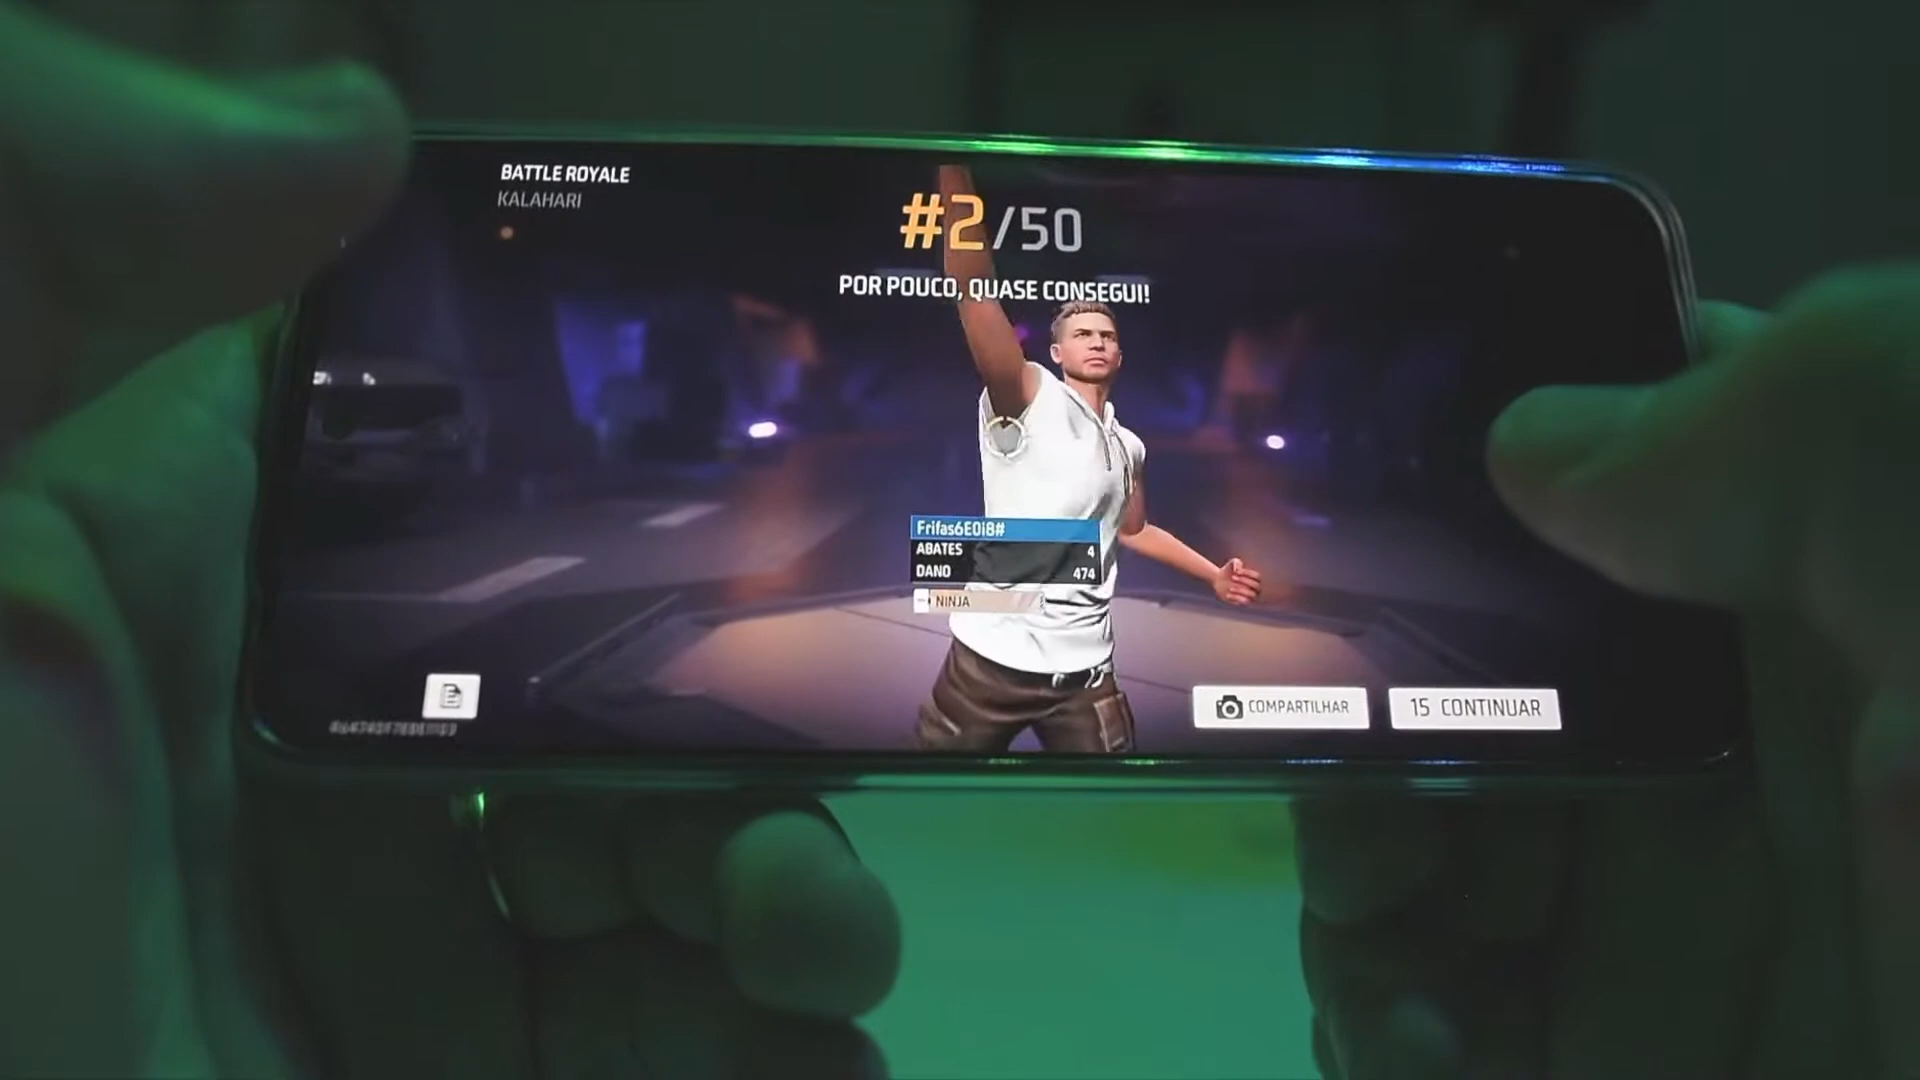 BATTLE ROYALE
KALAHARI
#2/50
POR POUCO, QUASE CONSEGUI!
Frifas6E0i8#
ABATES 4
DANO 474
NINJA
COMPARTILHAR
15 CONTINUAR